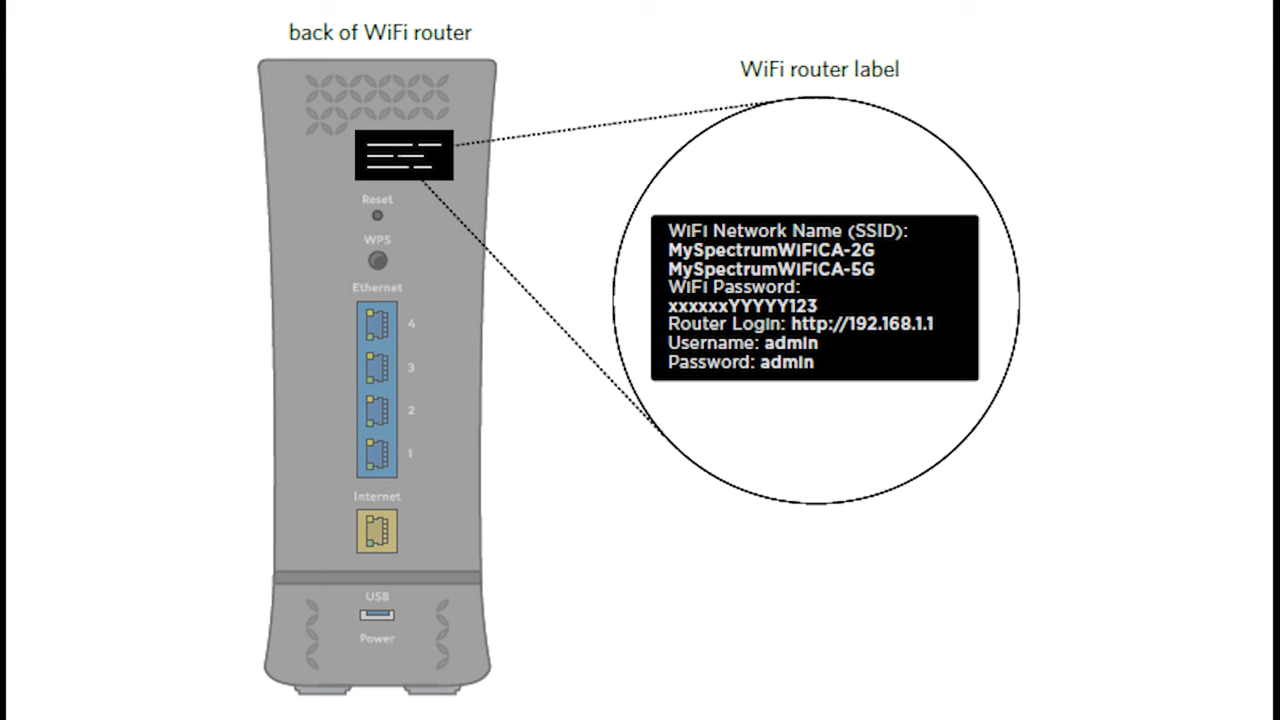 back of WiFi router
WiFi router label
Reset
WPS
Ethernet
4
3
2
1
Internet
USB
Power
WiFi Network Name (SSID):
MySpectrumWiFiCA-2G
MySpectrumWiFiCA-5G
WiFi Password:
xxxxxxYYYYY123
Router Login: http://192.168.1.1
Username: admin
Password: admin